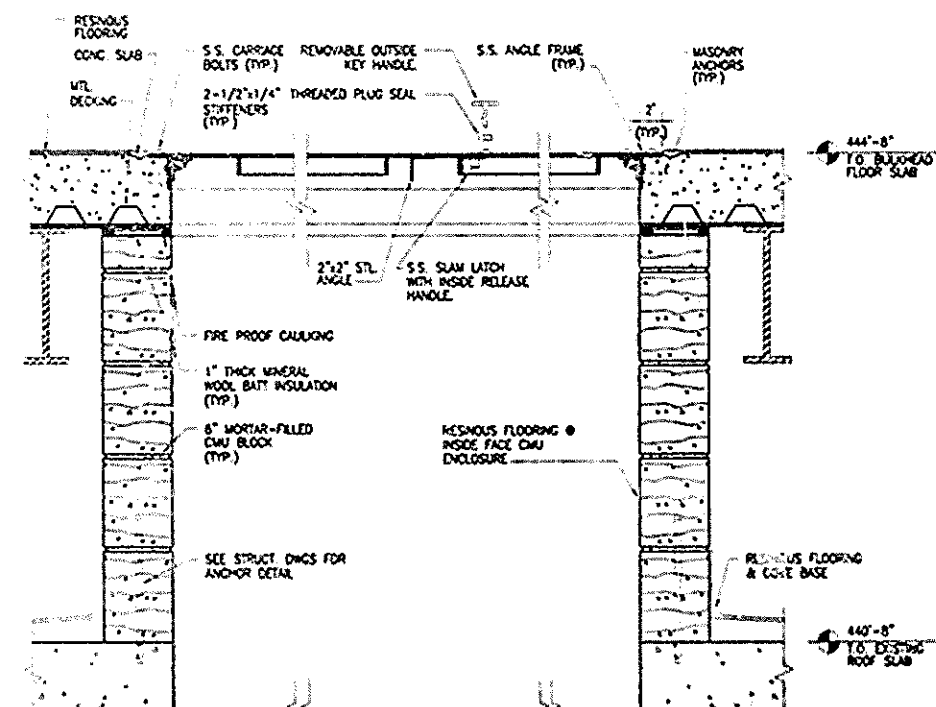 RESINOUS
FLOORING
CONC. SLAB
MTL.
DECKING
S.S. CARRIAGE
BOLTS (TYP.)
REMOVABLE OUTSIDE
KEY HANDLE.
2-1/2"x1/4" THREADED PLUG SEAL
STIFFENERS
(TYP.)
S.S. ANGLE FRAME
(TYP.)
MASONRY
ANCHORS
(TYP.)
2"
(TYP.)
444'-8"
T.O. BULKHEAD
FLOOR SLAB
2"x2" STL.
ANGLE
S.S. SLAM LATCH
WITH INSIDE RELEASE
HANDLE.
FIRE PROOF CAULKING
THICK MINERAL
WOOL BATT INSULATION
(TYP.)
MORTAR-FILLED
CMU BLOCK
(TYP.)
RESINOUS FLOORING @
INSIDE FACE CMU
ENCLOSURE
SEE STRUCT. DWGS FOR
ANCHOR DETAIL
RESINOUS FLOORING
& COVE BASE
440'-8"
T.O. EXISTING
ROOF SLAB